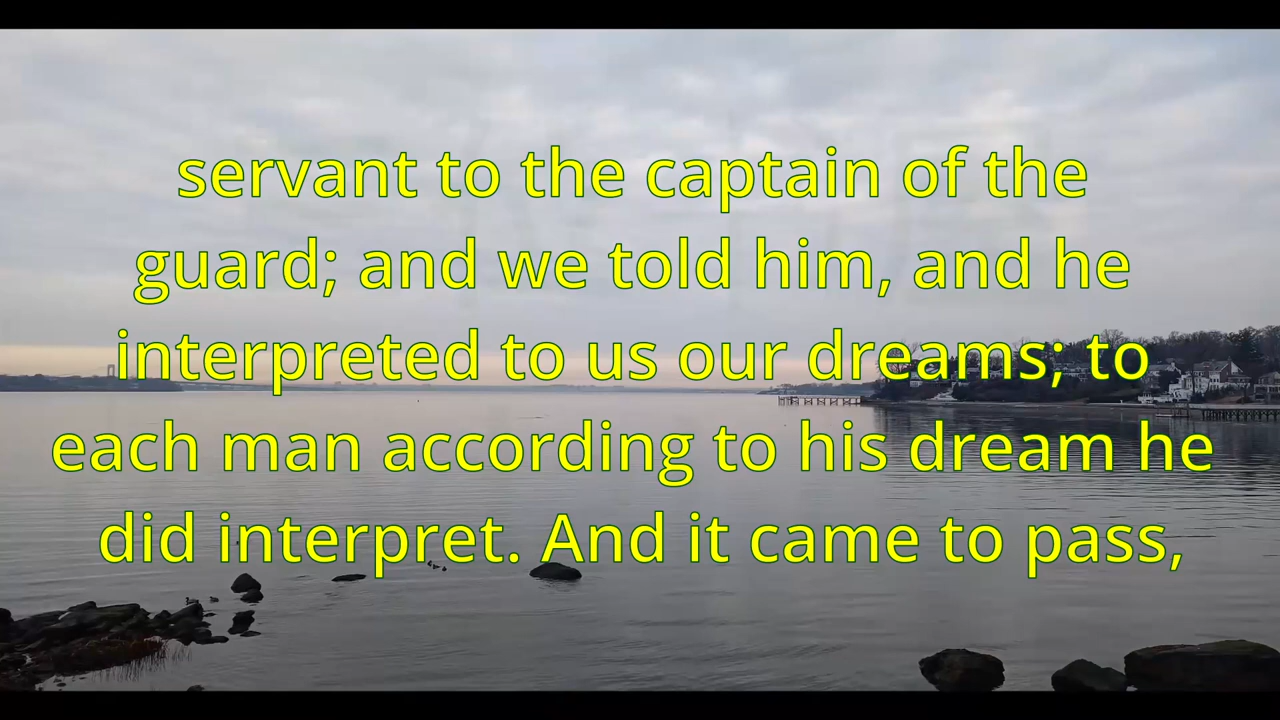 servant to the captain of the
guard; and we told him, and he
interpreted to us our dreams; to
each man according to his dream he
did interpret. And it came to pass,